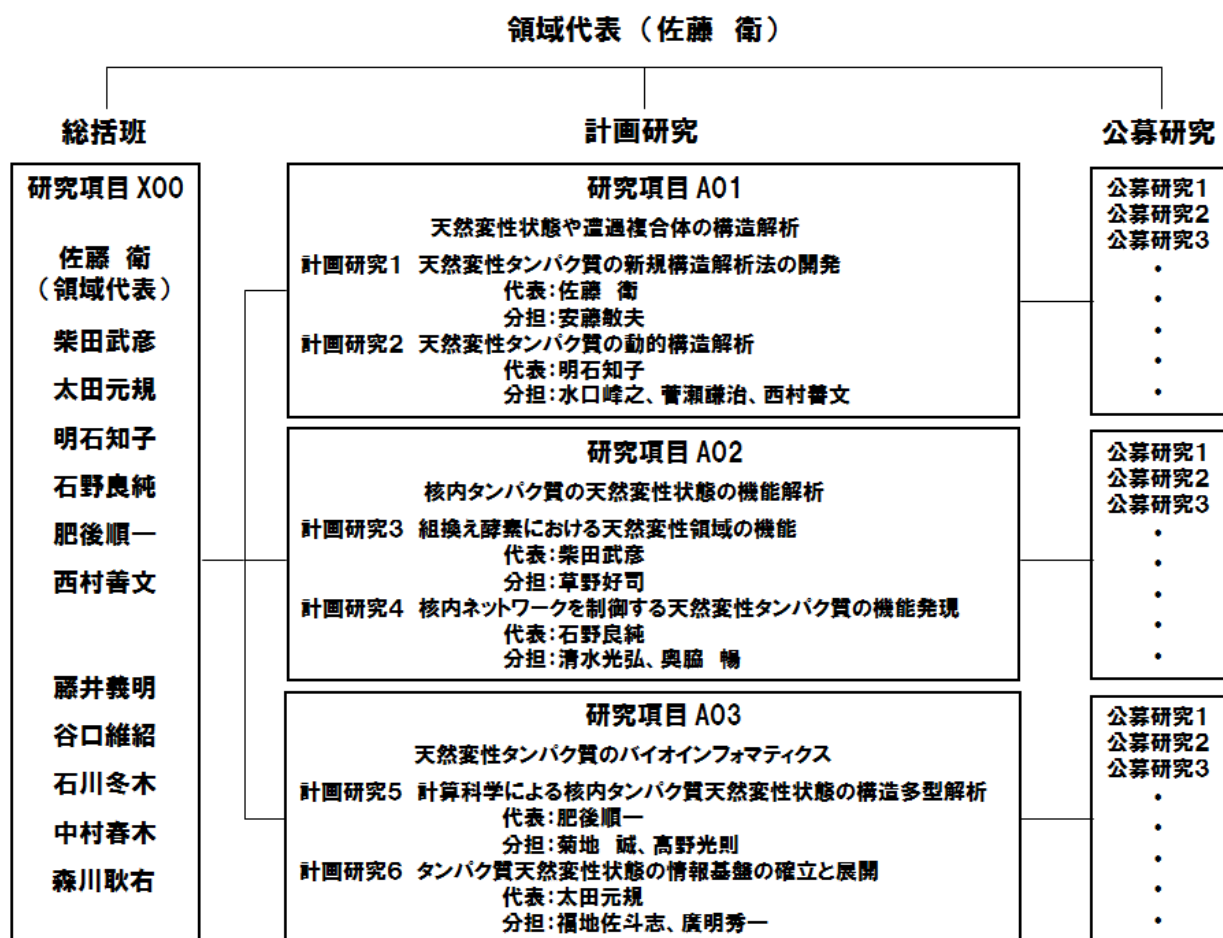 領域代表（佐藤　衛）
総括班
研究項目 X00
佐藤 衛
（領域代表）
柴田武彦
太田元規
明石知子
石野良純
肥後順一
西村善文
藤井義明
谷口維紹
石川冬木
中村春木
森川耿右
計画研究
研究項目 A01
天然変性状態や遭遇複合体の構造解析
計画研究1 天然変性タンパク質の新規構造解析法の開発
代表：佐藤　衛
分担：安藤敏夫
計画研究2 天然変性タンパク質の動的構造解析
代表：明石知子
分担：水口峰之、菅瀬謙治、西村善文
研究項目 A02
核内タンパク質の天然変性状態の機能解析
計画研究3 組換え酵素における天然変性領域の機能
代表：柴田武彦
分担：草野好司
計画研究4 核内ネットワークを制御する天然変性タンパク質の機能発現
代表：石野良純
分担：清水光弘、奥脇　暢
研究項目 A03
天然変性タンパク質のバイオインフォマティクス
計画研究5 計算科学による核内タンパク質天然変性状態の構造多型解析
代表：肥後順一
分担：菊地　誠、高野光則
計画研究6 タンパク質天然変性状態の情報基盤の確立と展開
代表：太田元規
分担：福地佐斗志、廣明秀一
公募研究
公募研究1
公募研究2
公募研究3
・
・
・
・
・
公募研究1
公募研究2
公募研究3
・
・
・
・
・
公募研究1
公募研究2
公募研究3
・
・
・
・
・